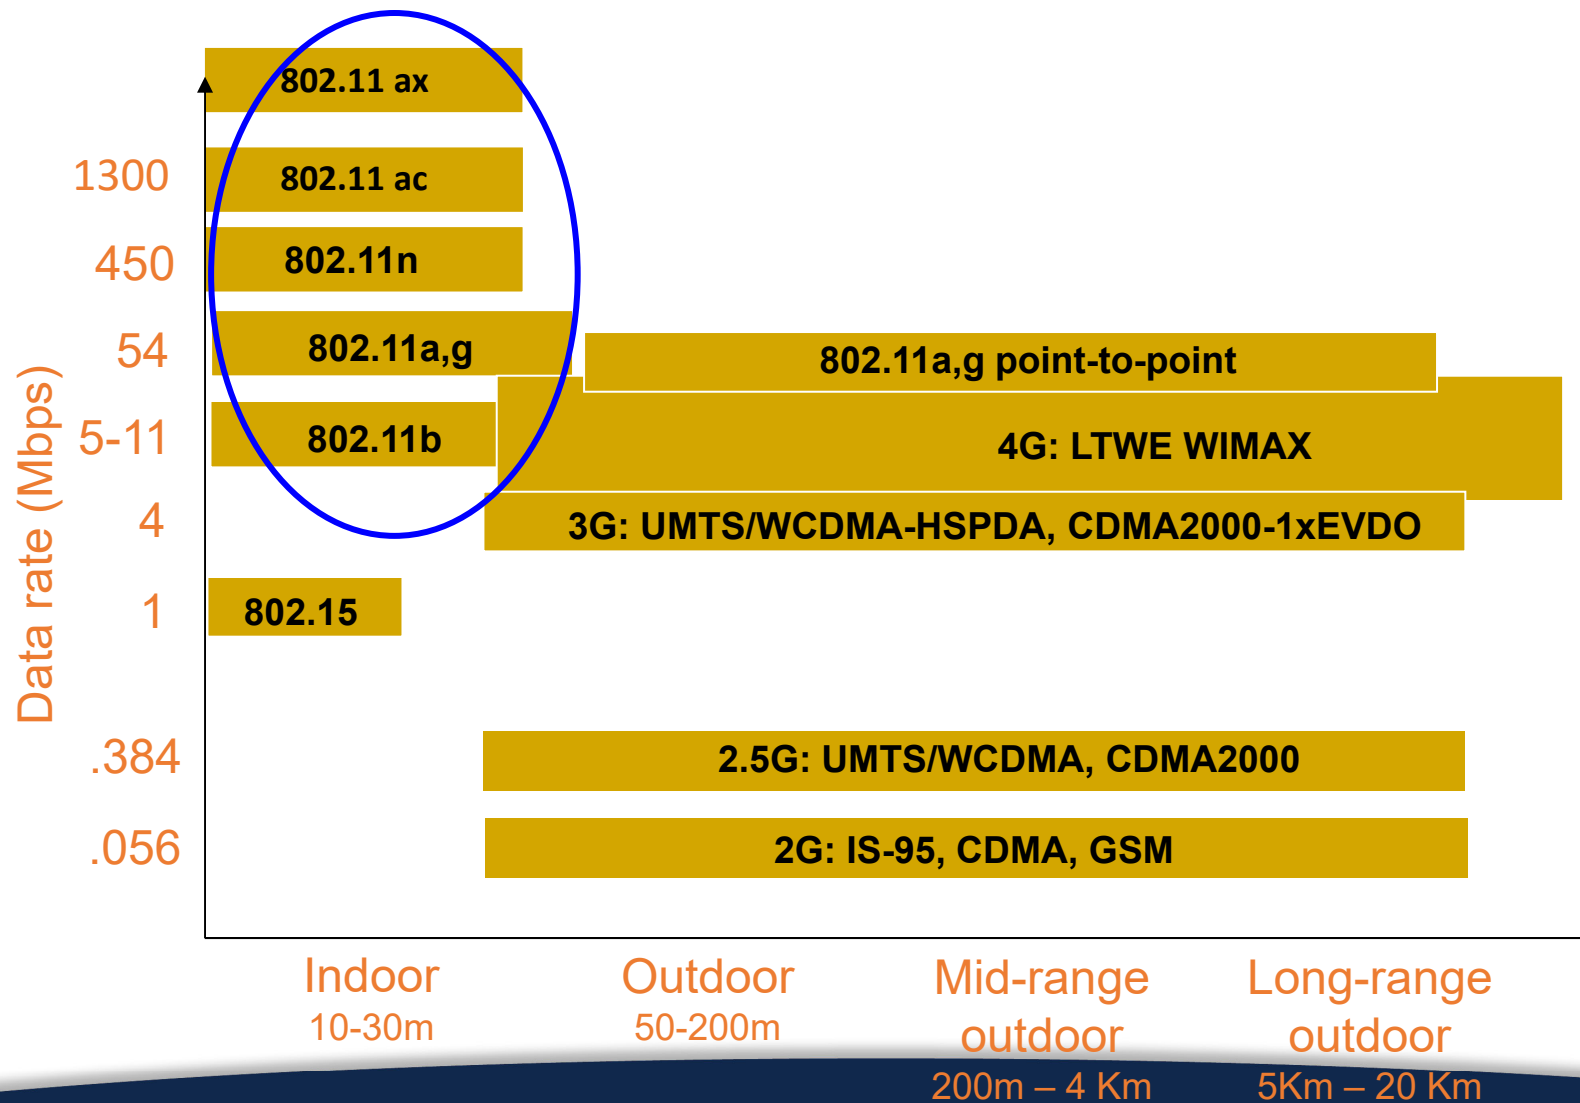 802.11 ax
1300
802.11 ac
450
802.11n
54
802.11a,g
802.11a,g point-to-point
5-11
802.11b
4G: LTWE WIMAX
4
3G: UMTS/WCDMA-HSPDA, CDMA2000-1xEVDO
1
802.15
.384
2.5G: UMTS/WCDMA, CDMA2000
.056
2G: IS-95, CDMA, GSM
Data rate (Mbps)
Indoor
10-30m
Outdoor
50-200m
Mid-range
outdoor
200m – 4 Km
Long-range
outdoor
5Km – 20 Km